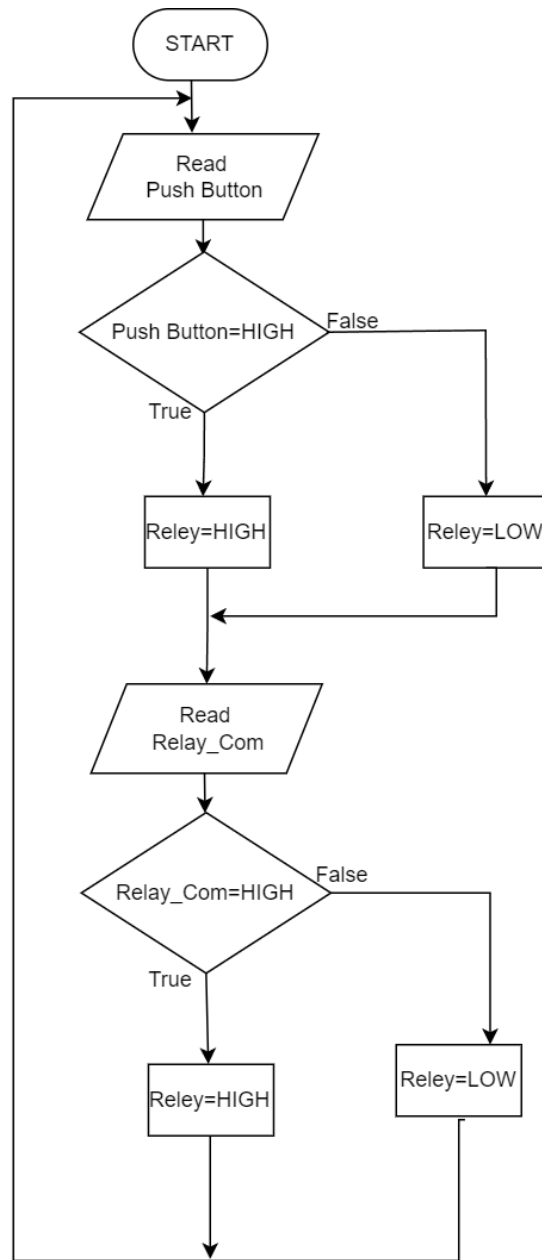 START
Read
Push Button
Push Button=HIGH
False
True
Reley=HIGH
Reley=LOW
Read
Relay_Com
Relay_Com=HIGH
False
True
Reley=HIGH
Reley=LOW